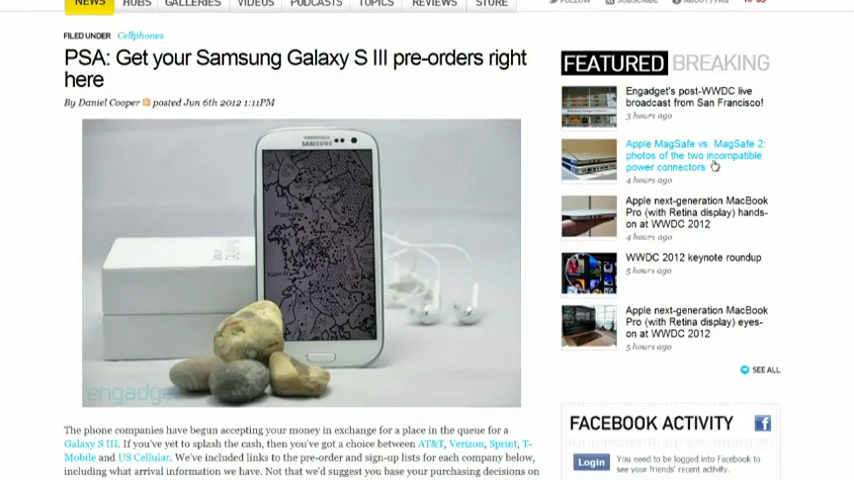 NEWS HUBS GALLERIES VIDEOS PODCASTS TOPICS REVIEWS STORE FOLLOW SUBSCRIBE ABOUT / FAQ TIP US
FILED UNDER Cellphones
PSA: Get your Samsung Galaxy S III pre-orders right
here
By Daniel Cooper posted Jun 6th 2012 1:11PM
SAMSUNG
engadget
The phone companies have begun accepting your money in exchange for a place in the queue for a
Galaxy S III. If you've yet to splash the cash, then you've got a choice between AT&T, Verizon, Sprint, T-
Mobile and US Cellular. We've included links to the pre-order and sign-up lists for each company below,
including what arrival information we have. Not that we'd suggest you base your purchasing decisions on
FEATURED BREAKING
Engadget's post-WWDC live
broadcast from San Francisco!
3 hours ago
Apple MagSafe vs. MagSafe 2:
photos of the two incompatible
power connectors
4 hours ago
Apple next-generation MacBook
Pro (with Retina display) hands-
on at WWDC 2012
4 hours ago
WWDC 2012 keynote roundup
5 hours ago
Apple next-generation MacBook
Pro (with Retina display) eyes-
on at WWDC 2012
5 hours ago
SEE ALL
FACEBOOK ACTIVITY
Login
You need to be logged into Facebook to
see your friends' recent activity.